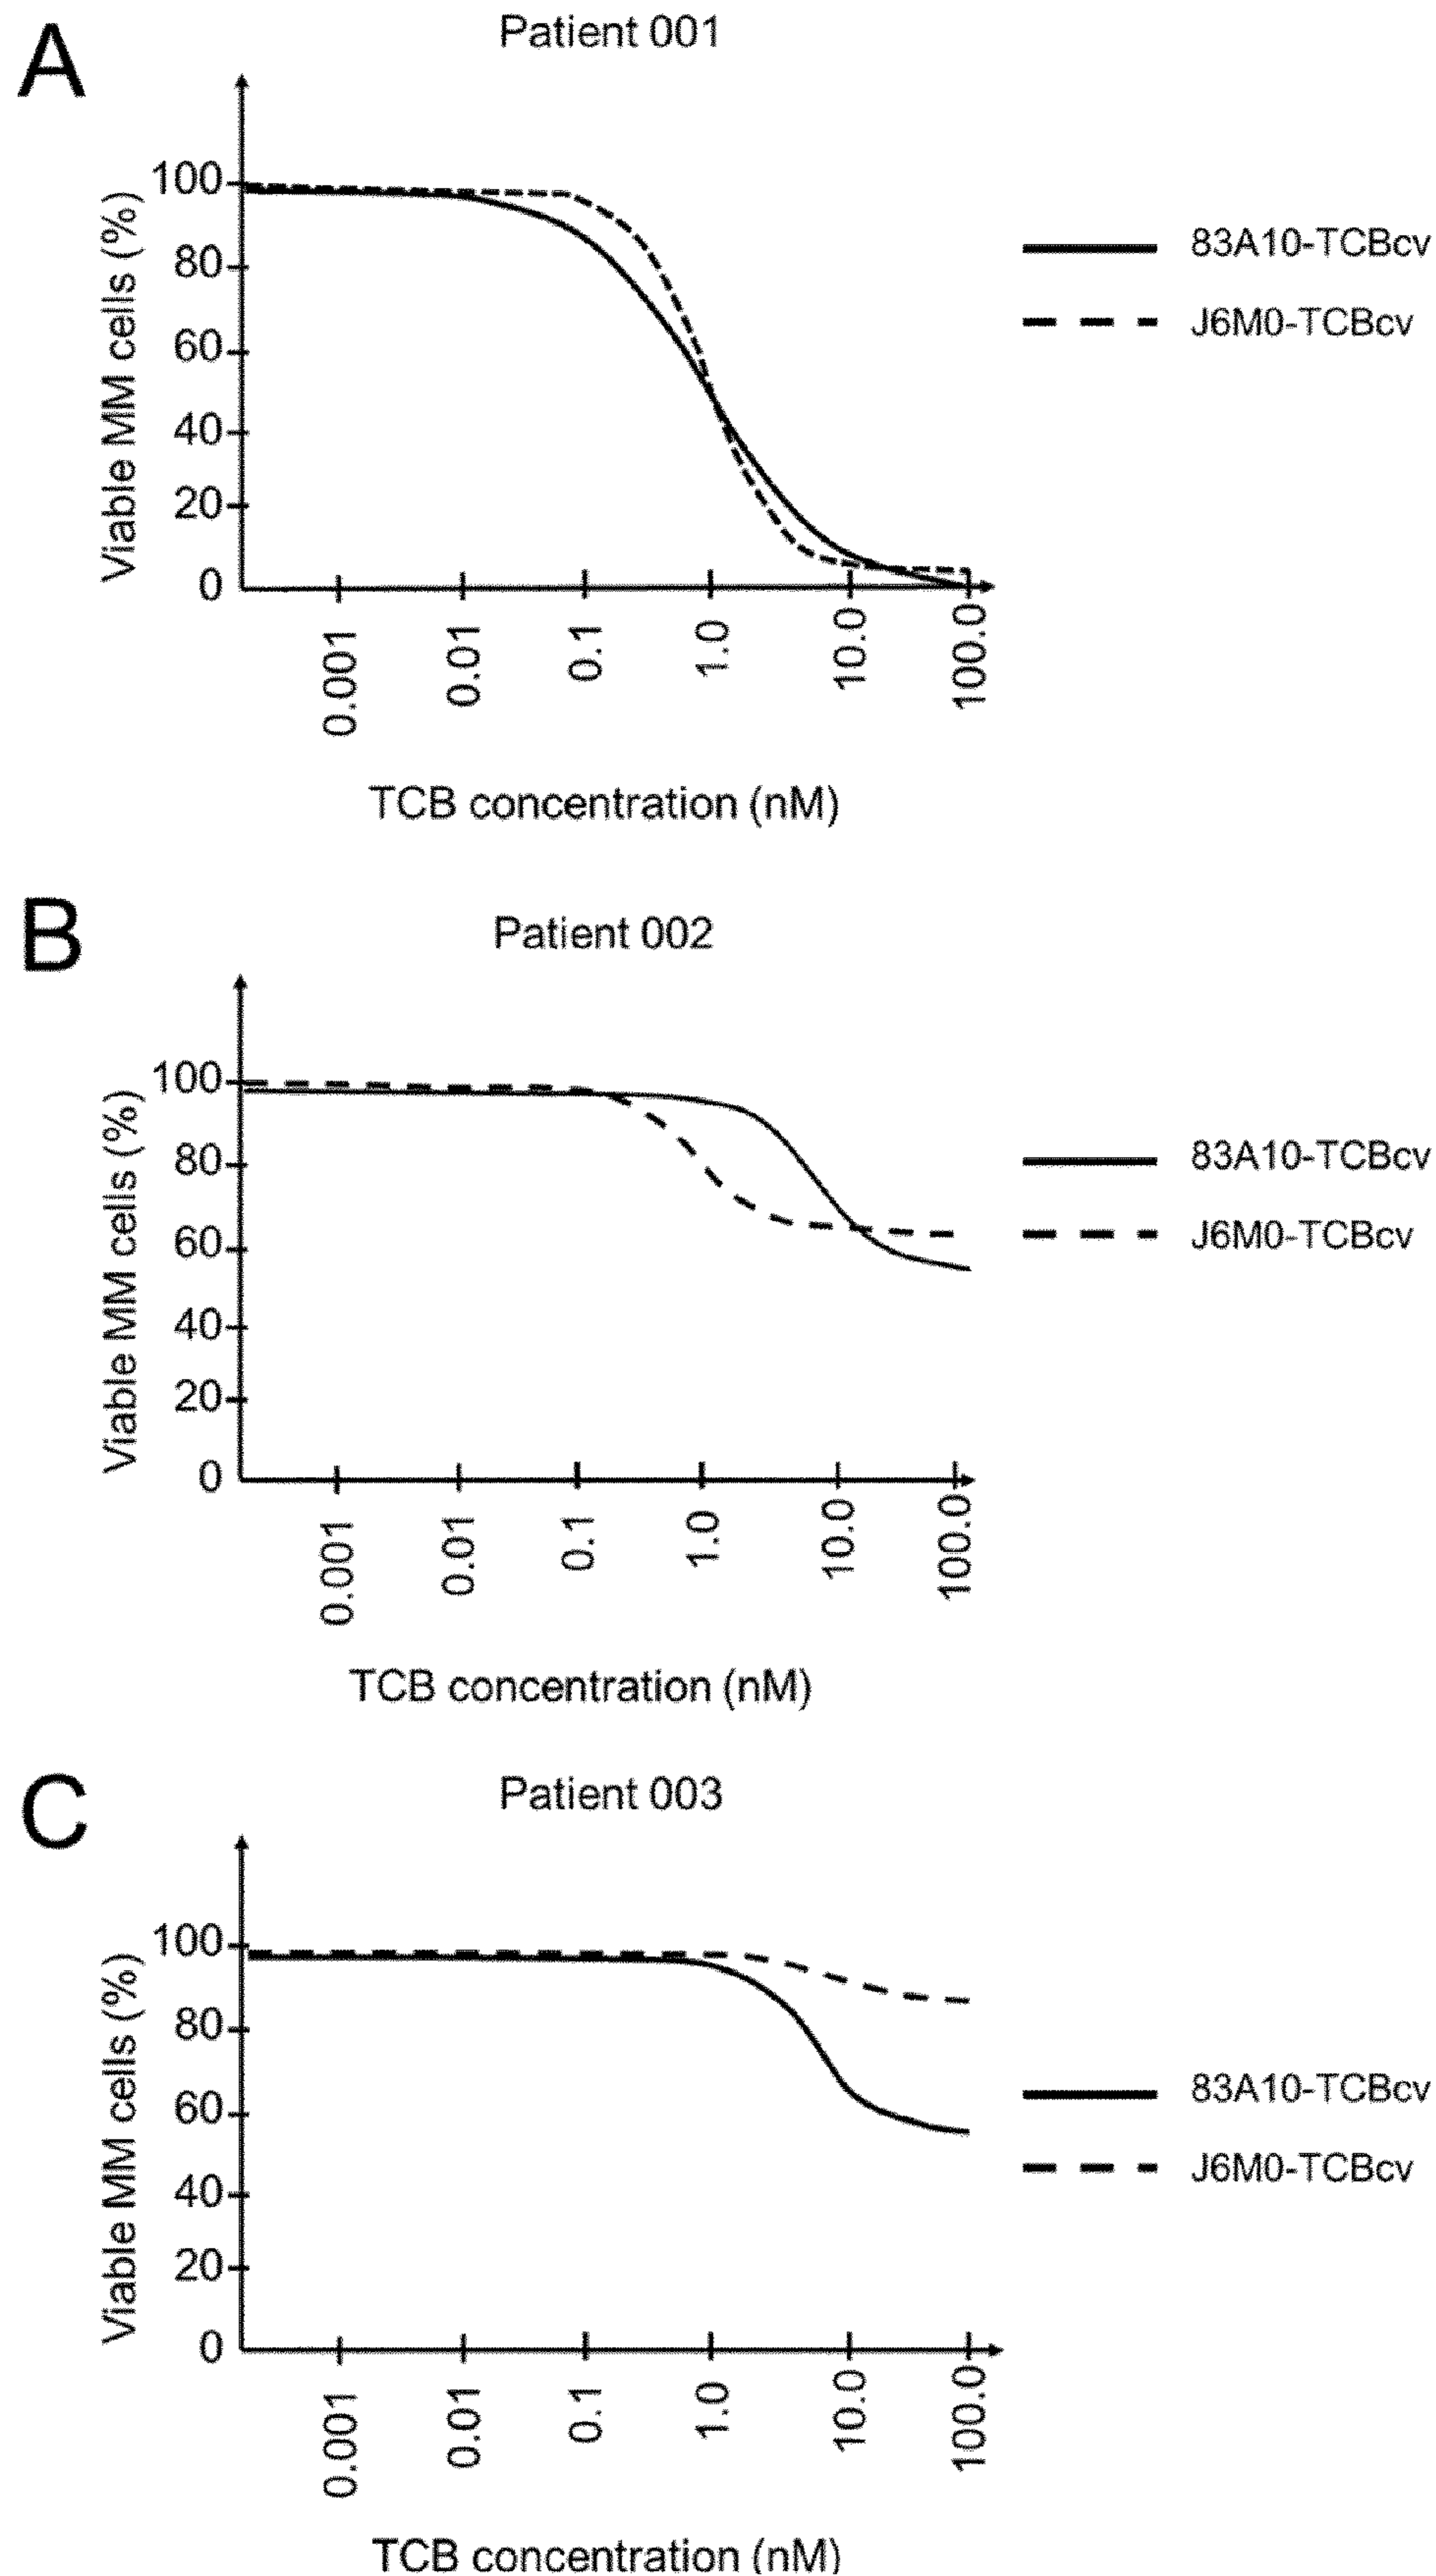 A
Patient 001
Viable MM cells (%)
100
80
60
40
20
0
0.001
0.01
0.1
1.0
10.0
100.0
TCB concentration (nM)
83A10-TCBcv
J6M0-TCBcv
B
Patient 002
Viable MM cells (%)
100
80
60
40
20
0
0.001
0.01
0.1
1.0
10.0
100.0
TCB concentration (nM)
83A10-TCBcv
J6M0-TCBcv
C
Patient 003
Viable MM cells (%)
100
80
60
40
20
0
0.001
0.01
0.1
1.0
10.0
100.0
TCB concentration (nM)
83A10-TCBcv
J6M0-TCBcv